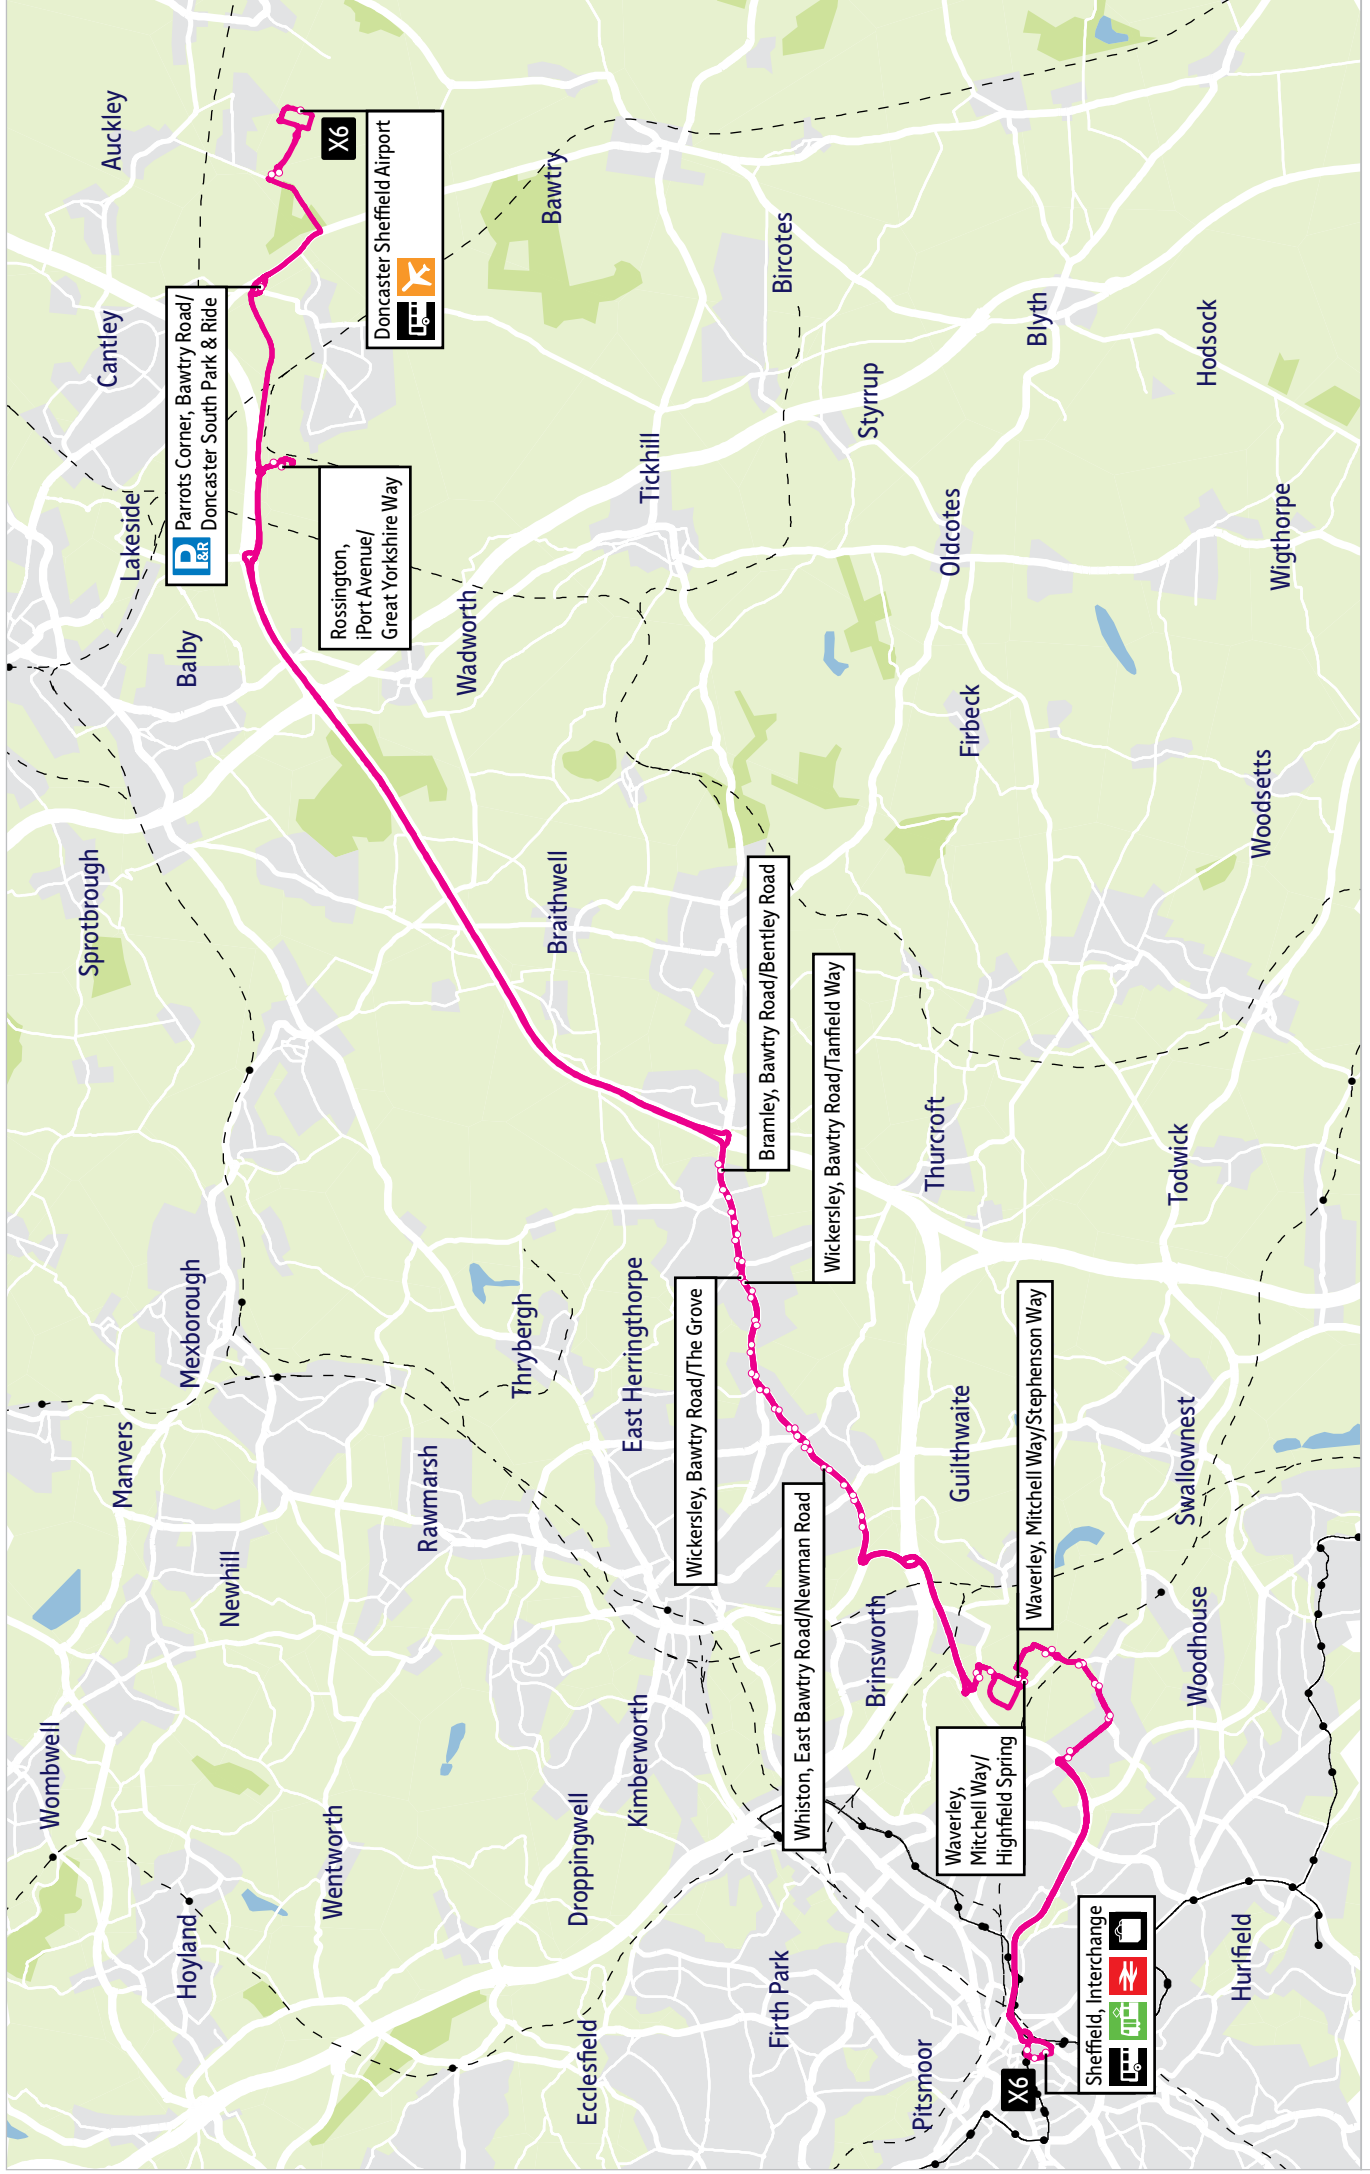 Wombwell
Hoyland
Wentworth
Manvers
Newhill
Mexborough
Rawmarsh
Sprotbrough
Balby
Lakeside
Cantley
Auckley
P&R
Parrots Corner, Bawtry Road/
Doncaster South Park & Ride
X6
Doncaster Sheffield Airport
Rossington,
iPort Avenue/
Great Yorkshire Way
Wadworth
Braithwell
Thrybergh
East Herringthorpe
Kimberworth
Droppingwell
Ecclesfield
Bawtry
Tickhill
Bircotes
Styrrup
Wickersley, Bawtry Road/The Grove
Bramley, Bawtry Road/Bentley Road
Wickersley, Bawtry Road/Tanfield Way
Whiston, East Bawtry Road/Newman Road
Firth Park
Pitsmoor
Brinsworth
Guilthwaite
Thurcroft
Firbeck
Oldcotes
Blyth
Hodsock
Waverley,
Mitchell Way/
Highfield Spring
Waverley, Mitchell Way/Stephenson Way
X6
Sheffield, Interchange
Hurlfield
Woodhouse
Swallownest
Todwick
Woodsetts
Wigthorpe